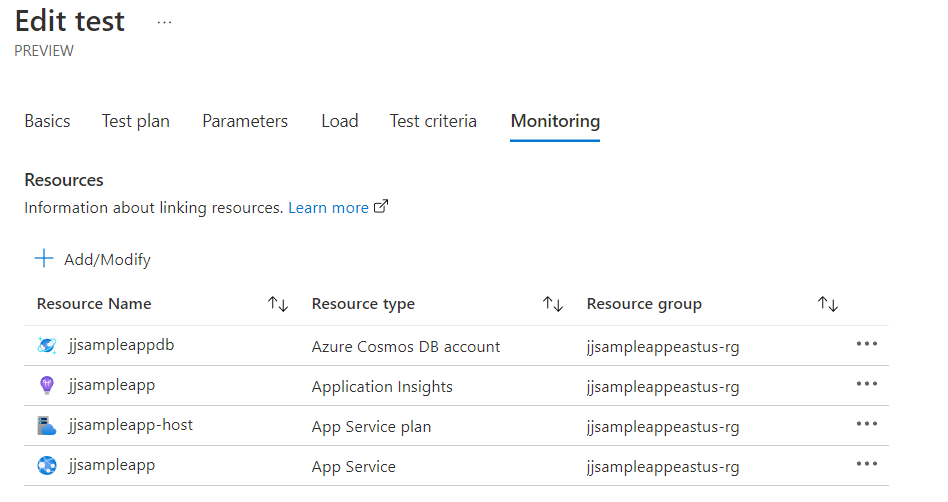 Edit test ...
PREVIEW
Basics Test plan Parameters Load Test criteria Monitoring
Resources
Information about linking resources. Learn more
Add/Modify
Resource Name Resource type Resource group
jjsampleappdb Azure Cosmos DB account jjsampleappeastus-rg ...
jjsampleapp Application Insights jjsampleappeastus-rg ...
jjsampleapp-host App Service plan jjsampleappeastus-rg ...
jjsampleapp App Service jjsampleappeastus-rg ...